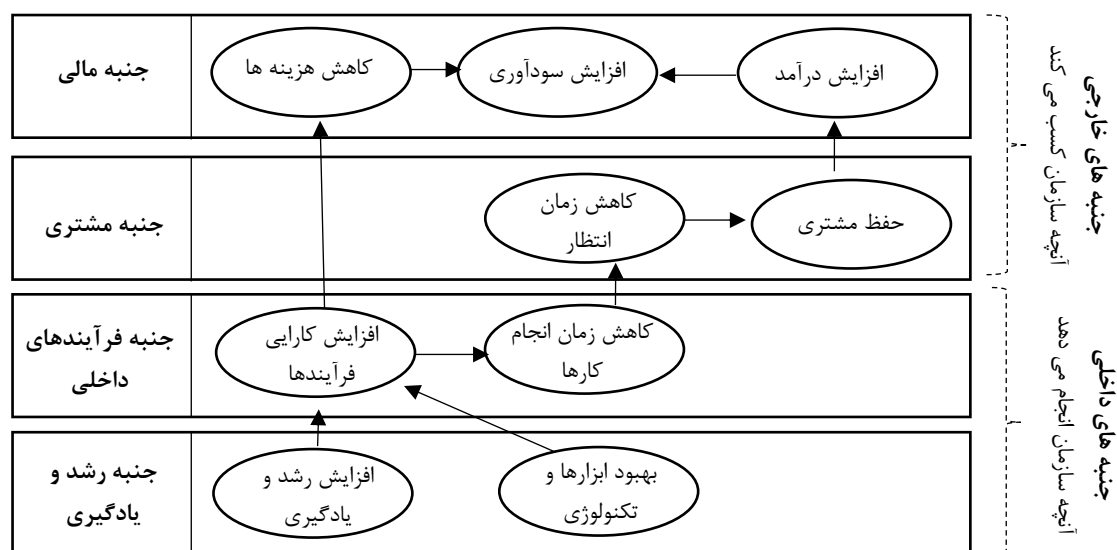 جنبه مالی
کاهش هزینه ها
افزایش سودآوری
افزایش درآمد
جنبه مشتری
کاهش زمان
انتظار
حفظ مشتری
جنبه فرآیندهای
داخلی
افزایش کارایی
فرآیندها
کاهش زمان انجام
کارها
جنبه رشد و
یادگیری
افزایش رشد و
یادگیری
بهبود ابزارها و
تکنولوژی
جنبه های خارجی
آنچه سازمان کسب می کند
جنبه های داخلی
آنچه سازمان انجام می دهد